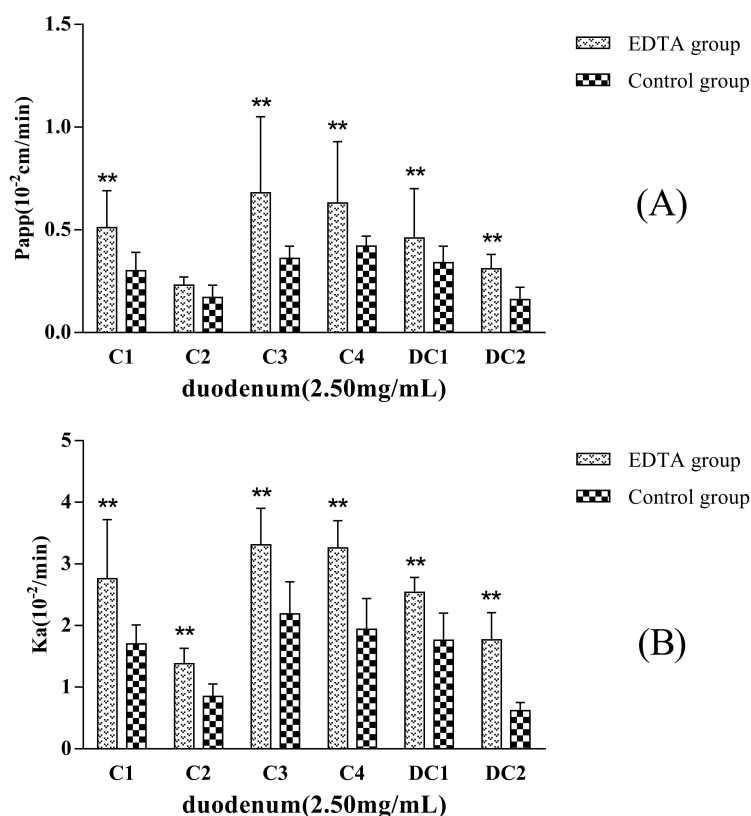 1.5
1.0
0.5
0.0
Papp(10⁻²cm/min)
** ** ** ** **
C1 C2 C3 C4 DC1 DC2
duodenum(2.50mg/mL)
EDTA group
Control group
(A)
5
4
3
2
1
0
Ka(10⁻²/min)
** ** ** ** ** **
C1 C2 C3 C4 DC1 DC2
duodenum(2.50mg/mL)
EDTA group
Control group
(B)